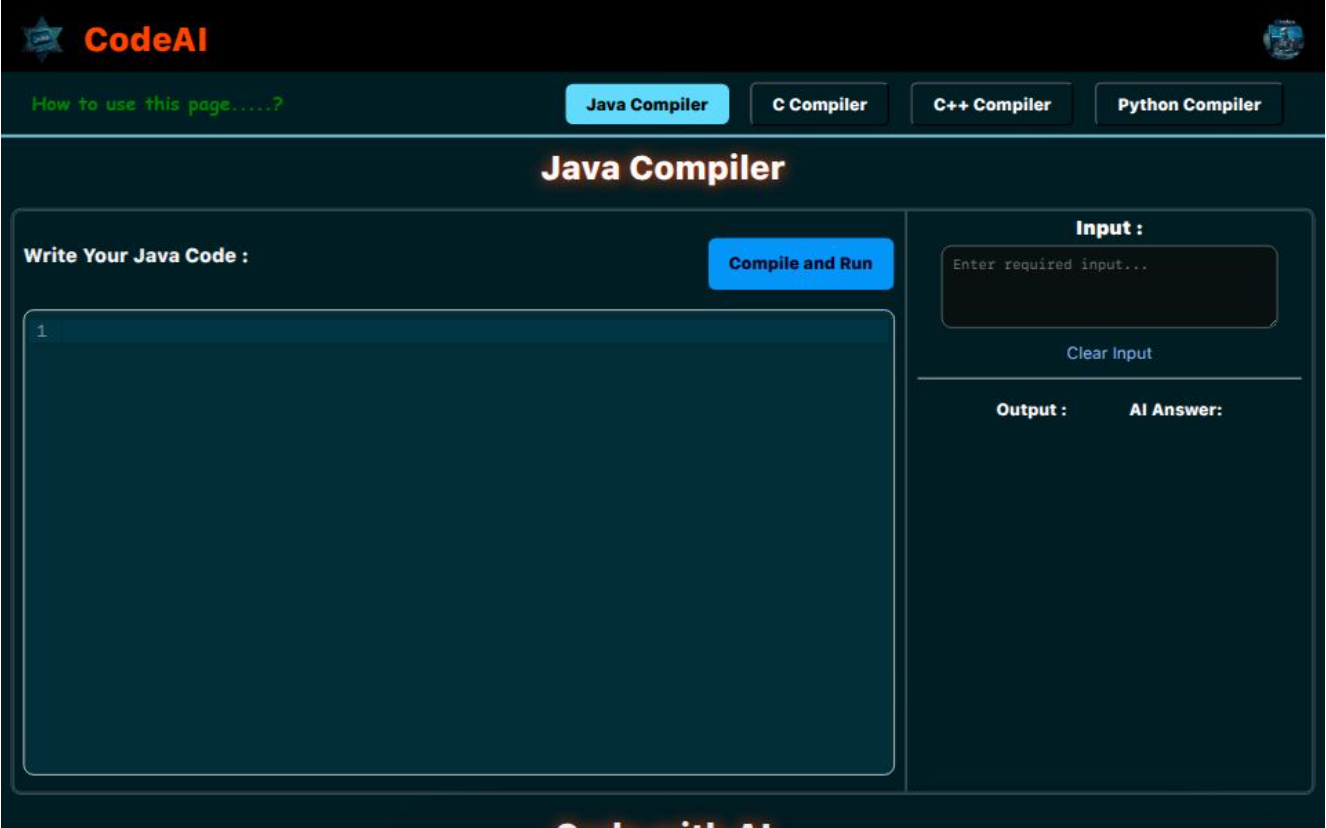 CodeAI
How to use this page.....?
Java Compiler
C Compiler
C++ Compiler
Python Compiler
Java Compiler
Write Your Java Code :
Compile and Run
1
Input :
Enter required input...
Clear Input
Output :
AI Answer: